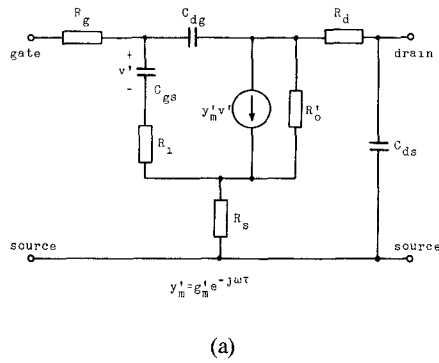 R_g
C_dg
R_d
gate
drain
+
v'
-
C_gs
y'_m v'
R'_o
R_1
C_ds
R_s
source
source
y'_m=g'_m e^-jωτ
(a)